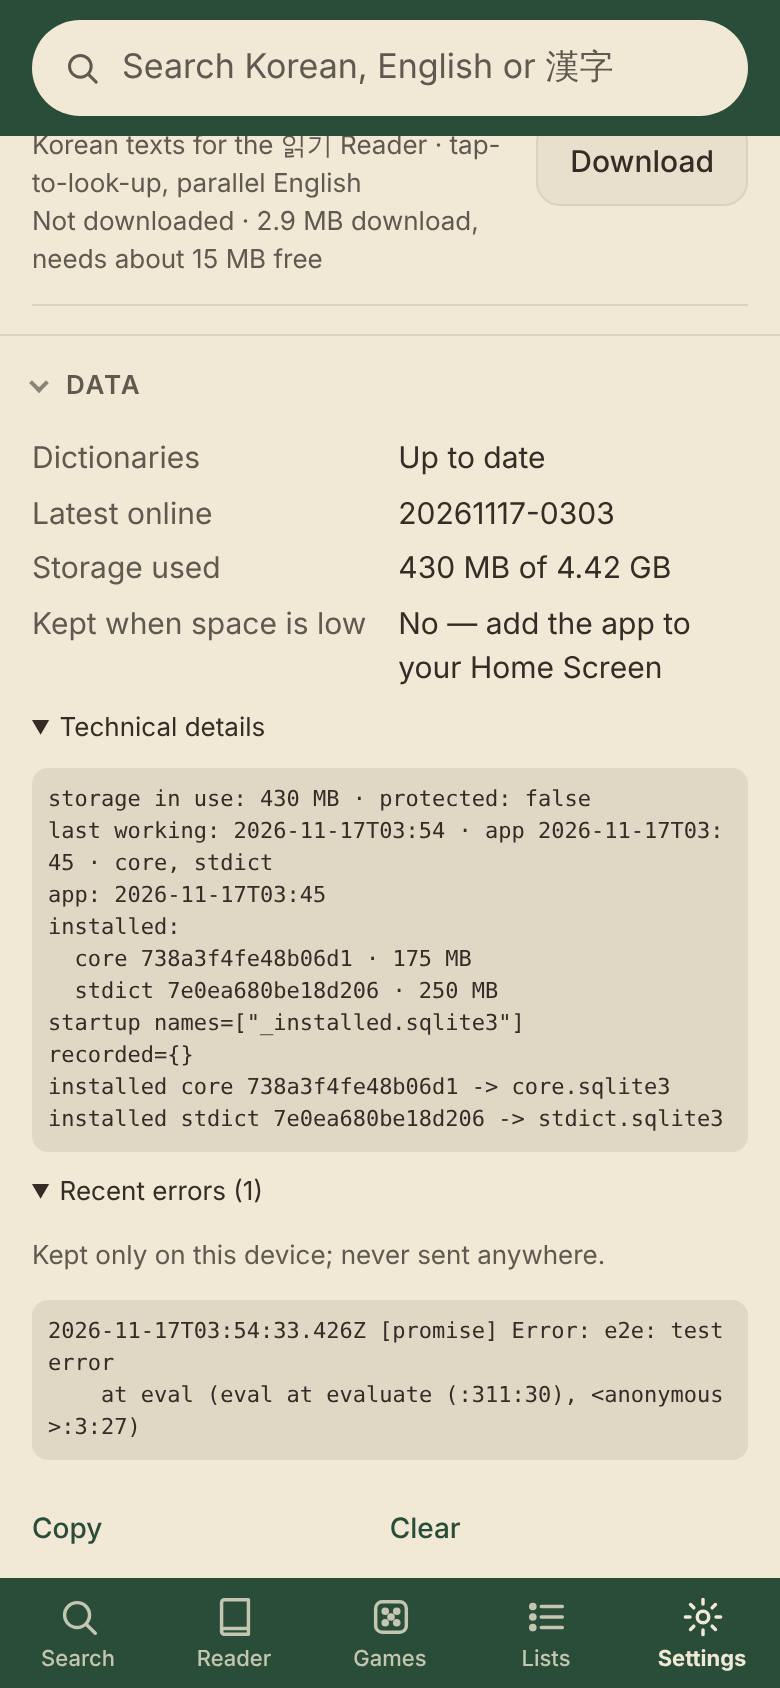 Search Korean, English or 漢字
Korean texts for the 읽기 Reader · tap-
to-look-up, parallel English
Not downloaded · 2.9 MB download,
needs about 15 MB free
Download
DATA
Dictionaries Up to date
Latest online 20261117-0303
Storage used 430 MB of 4.42 GB
Kept when space is low No — add the app to
your Home Screen
▼ Technical details
storage in use: 430 MB · protected: false
last working: 2026-11-17T03:54 · app 2026-11-17T03:
45 · core, stdict
app: 2026-11-17T03:45
installed:
  core 738a3f4fe48b06d1 · 175 MB
  stdict 7e0ea680be18d206 · 250 MB
startup names=["_installed.sqlite3"]
recorded={}
installed core 738a3f4fe48b06d1 -> core.sqlite3
installed stdict 7e0ea680be18d206 -> stdict.sqlite3
▼ Recent errors (1)
Kept only on this device; never sent anywhere.
2026-11-17T03:54:33.426Z [promise] Error: e2e: test
error
    at eval (eval at evaluate (:311:30), <anonymous
>:3:27)
Copy Clear
Search Reader Games Lists Settings